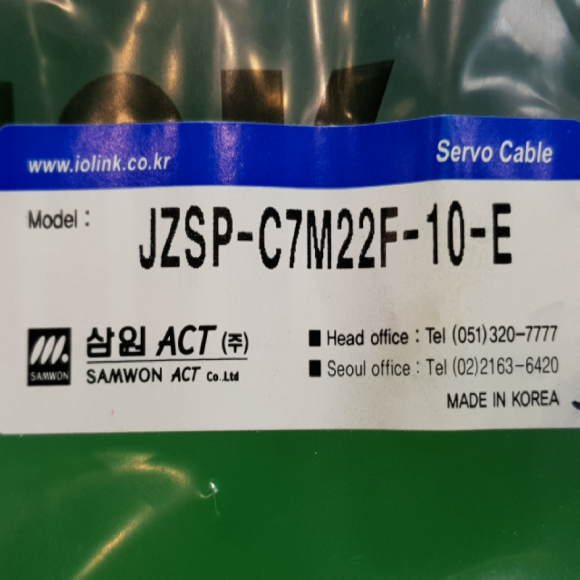 www.iolink.co.kr
Servo Cable
Model :
JZSP-C7M22F-10-E
삼원 ACT (주)
SAMWON ACT Co.,Ltd
SAMWON
■ Head office : Tel (051)320-7777
■ Seoul office : Tel (02)2163-6420
MADE IN KOREA